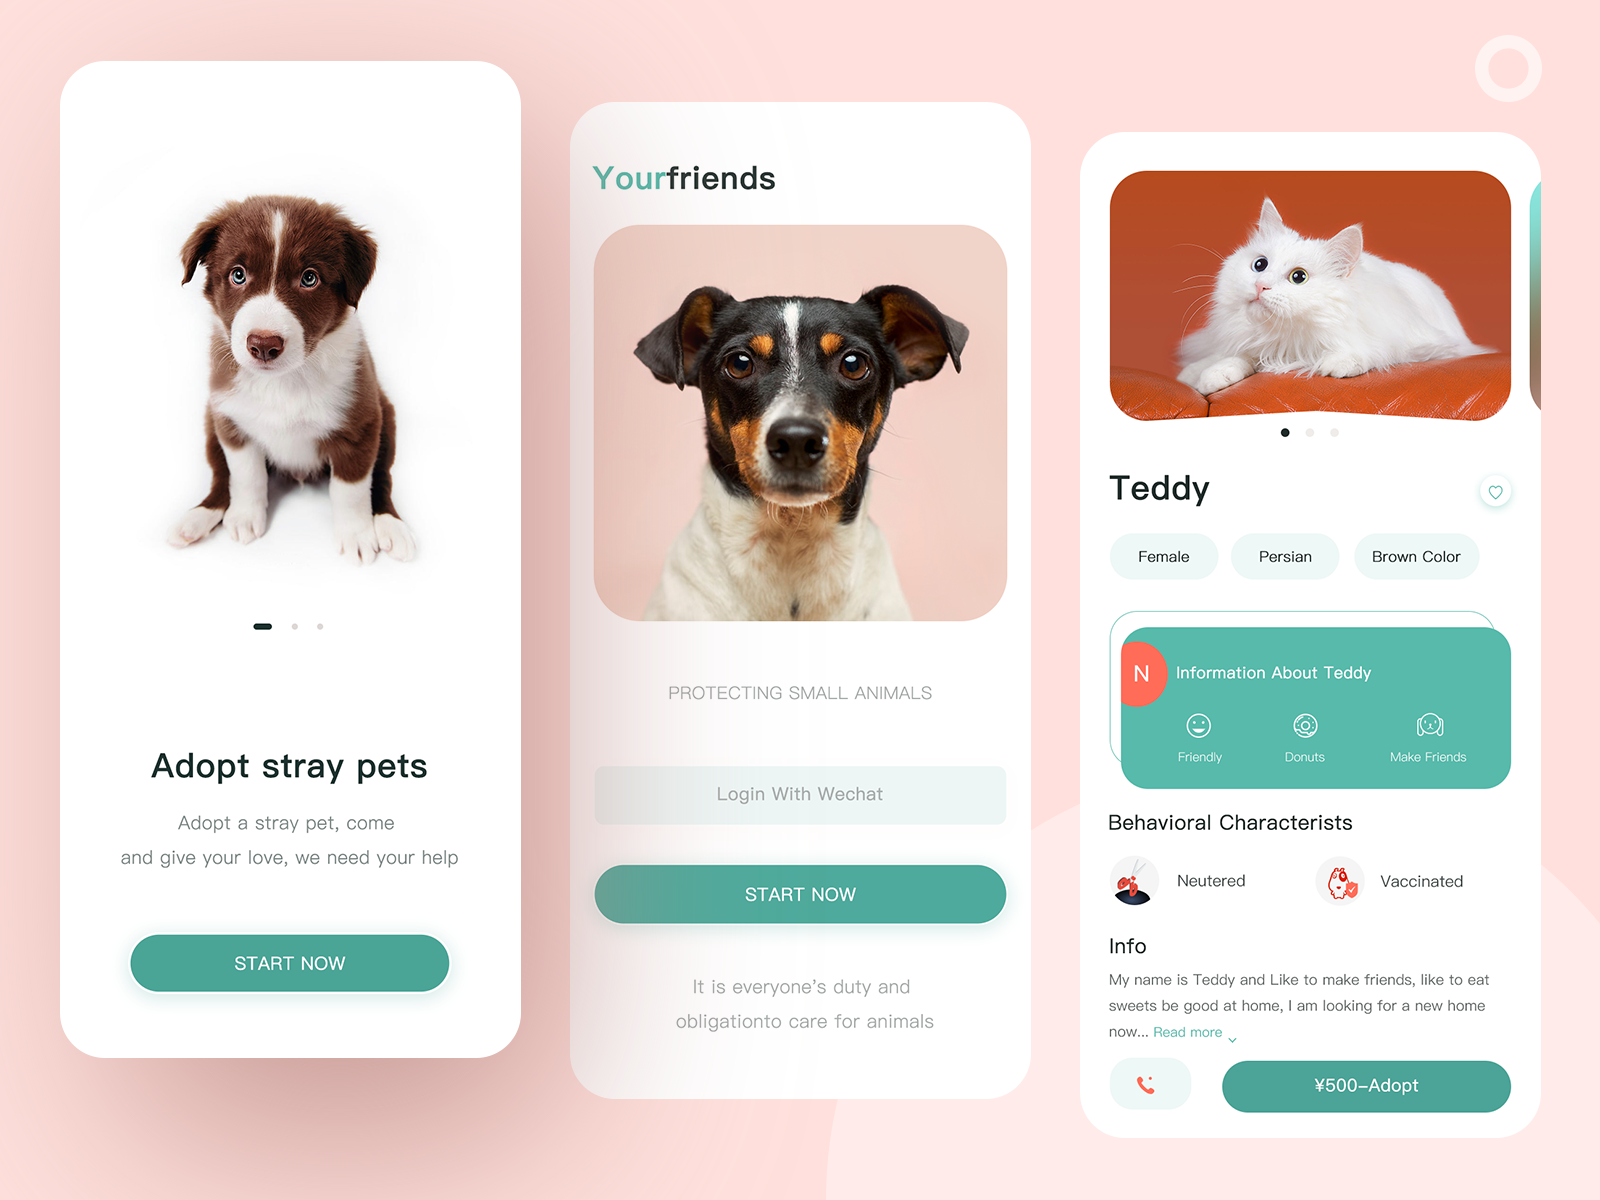 Adopt stray pets
Adopt a stray pet, come
and give your love, we need your help
START NOW
Yourfriends
PROTECTING SMALL ANIMALS
Login With Wechat
START NOW
It is everyone's duty and
obligationto care for animals
Teddy
Female
Persian
Brown Color
N
Information About Teddy
Friendly
Donuts
Make Friends
Behavioral Characterists
Neutered
Vaccinated
Info
My name is Teddy and Like to make friends, like to eat
sweets be good at home, I am looking for a new home
now... Read more
¥500-Adopt